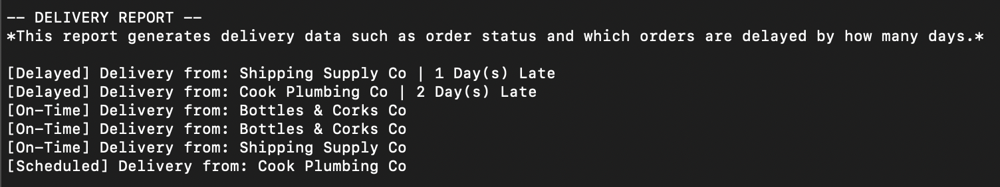 -- DELIVERY REPORT --
*This report generates delivery data such as order status and which orders are delayed by how many days.*
[Delayed] Delivery from: Shipping Supply Co | 1 Day(s) Late
[Delayed] Delivery from: Cook Plumbing Co | 2 Day(s) Late
[On-Time] Delivery from: Bottles & Corks Co
[On-Time] Delivery from: Bottles & Corks Co
[On-Time] Delivery from: Shipping Supply Co
[Scheduled] Delivery from: Cook Plumbing Co